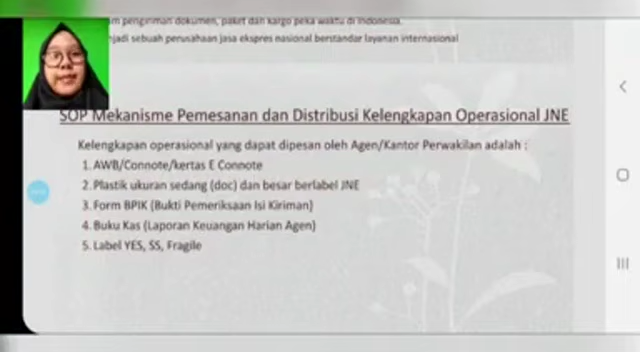 m pengiriman dokumen, paket dan kargo peka waktu di Indonesia.
jadi sebuah perusahaan jasa ekspres nasional berstandar layanan internasional
SOP Mekanisme Pemesanan dan Distribusi Kelengkapan Operasional JNE
Kelengkapan operasional yang dapat dipesan oleh Agen/Kantor Perwakilan adalah :
1. AWB/Connote/kertas E Connote
2. Plastik ukuran sedang (doc) dan besar berlabel JNE
3. Form BPIK (Bukti Pemeriksaan Isi Kiriman)
4. Buku Kas (Laporan Keuangan Harian Agen)
5. Label YES, SS, Fragile